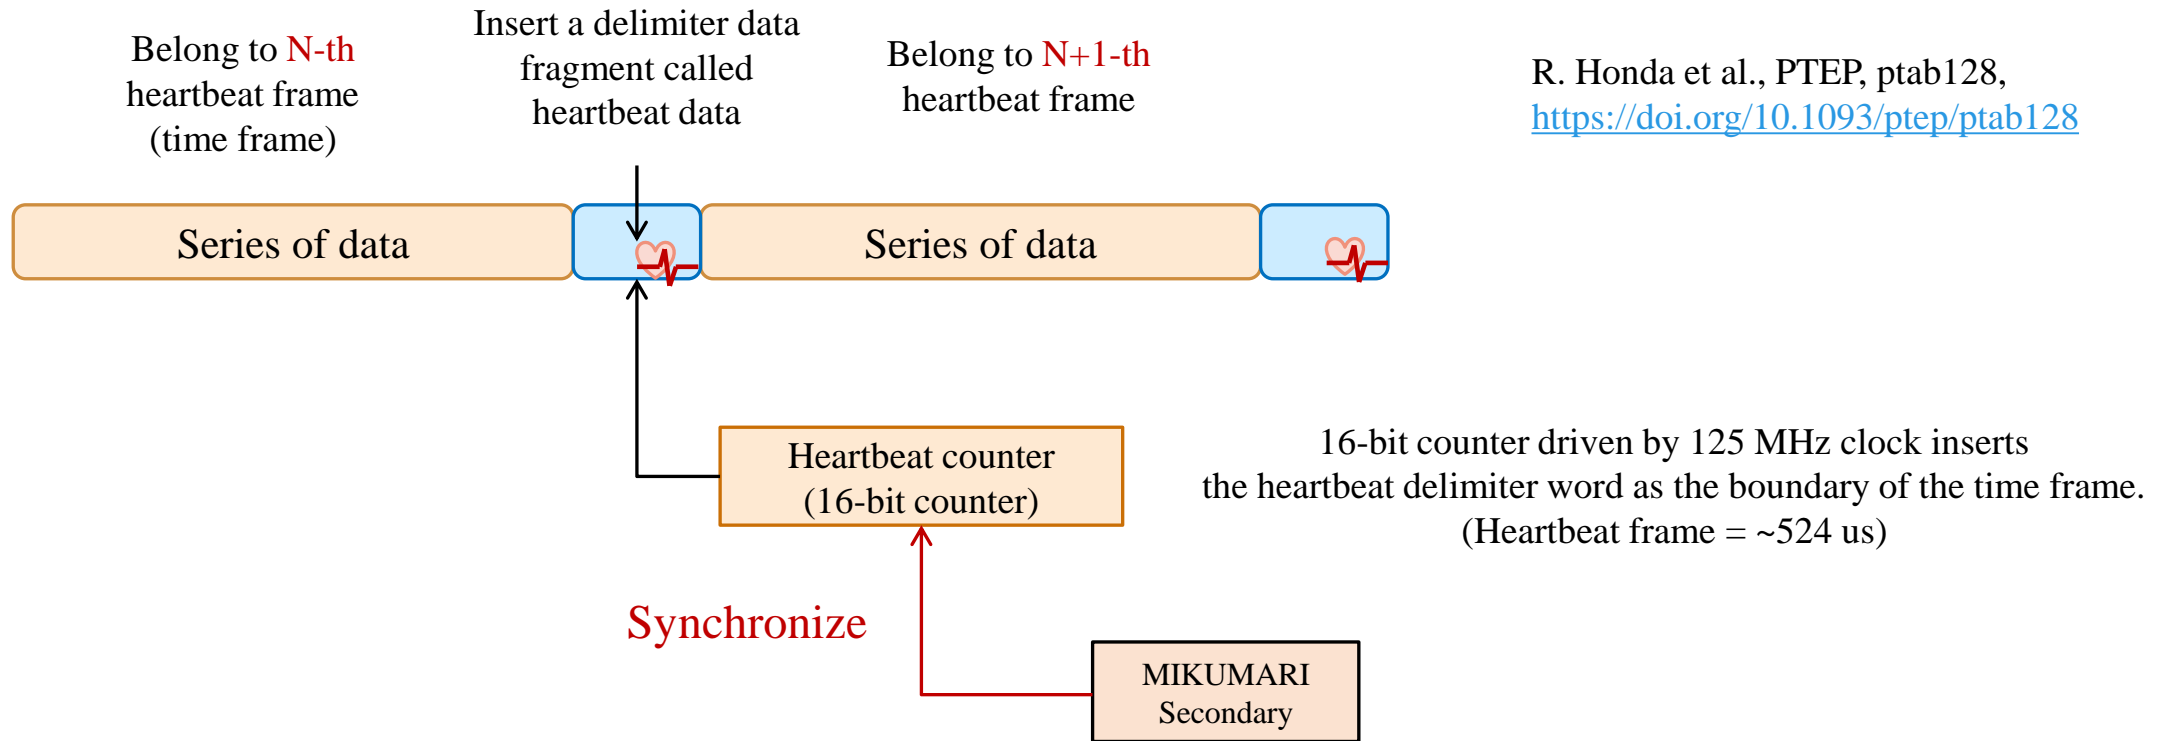 Belong to N-th
heartbeat frame
(time frame)
Insert a delimiter data
fragment called
heartbeat data
Belong to N+1-th
heartbeat frame
R. Honda et al., PTEP, ptab128,
https://doi.org/10.1093/ptep/ptab128
Series of data
Series of data
Heartbeat counter
(16-bit counter)
16-bit counter driven by 125 MHz clock inserts
the heartbeat delimiter word as the boundary of the time frame.
(Heartbeat frame = ~524 us)
Synchronize
MIKUMARI
Secondary